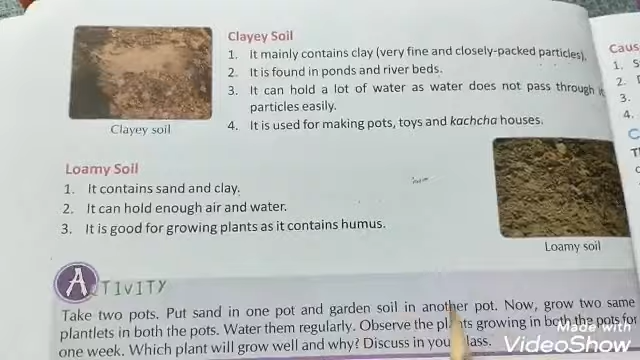 Clayey Soil
1. It mainly contains clay (very fine and closely-packed particles).
2. It is found in ponds and river beds.
3. It can hold a lot of water as water does not pass through
particles easily.
4. It is used for making pots, toys and kachcha houses.
Clayey soil
Loamy Soil
1. It contains sand and clay.
2. It can hold enough air and water.
3. It is good for growing plants as it contains humus.
Loamy soil
ACTIVITY
Take two pots. Put sand in one pot and garden soil in another pot. Now, grow two same
plantlets in both the pots. Water them regularly. Observe the plants growing in both the pots for
one week. Which plant will grow well and why? Discuss in your class.
Caus
1. S
2.
3.
4.
C
T
Made with
VideoShow